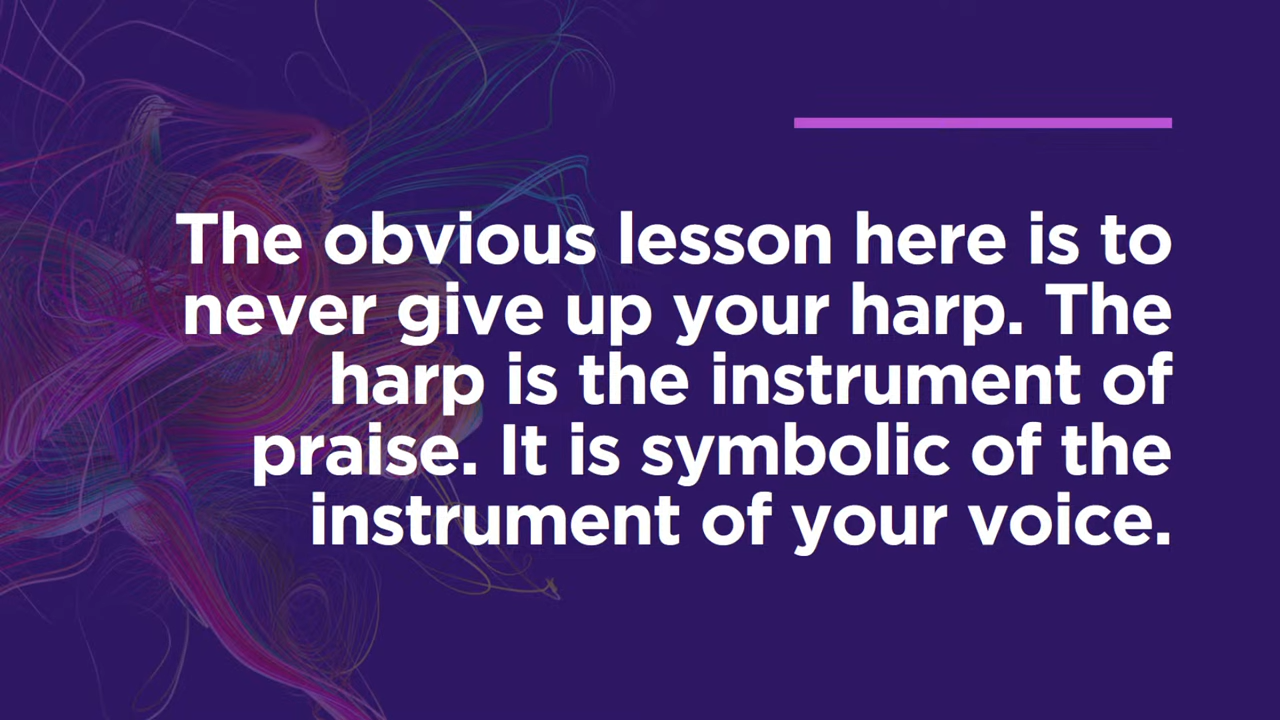 The obvious lesson here is to
never give up your harp. The
harp is the instrument of
praise. It is symbolic of the
instrument of your voice.